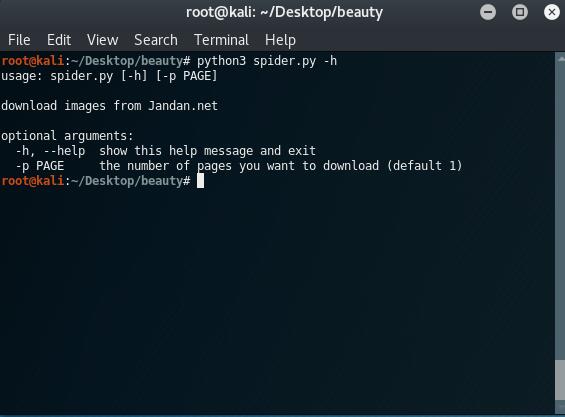 root@kali: ~/Desktop/beauty
File Edit View Search Terminal Help
root@kali:~/Desktop/beauty# python3 spider.py -h
usage: spider.py [-h] [-p PAGE]
download images from Jandan.net
optional arguments:
  -h, --help  show this help message and exit
  -p PAGE     the number of pages you want to download (default 1)
root@kali:~/Desktop/beauty#